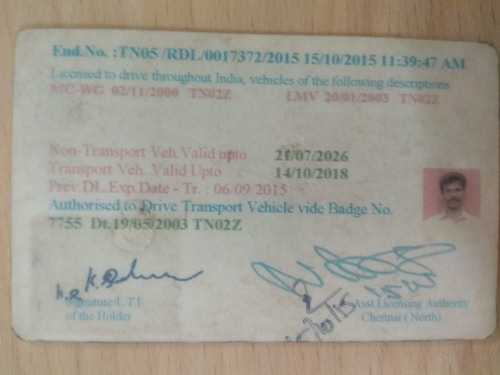 End.No. :TN05 /RDL/0017372/2015 15/10/2015 11:39:47 AM
Licensed to drive throughout India, vehicles of the following descriptions
MC-WG 02/11/2000 TN02Z LMV 20/01/2003 TN02Z
Non-Transport Veh.Valid upto 21/07/2026
Transport Veh. Valid Upto 14/10/2018
Prev.DL.Exp.Date - Tr. : 06/09/2015
Authorised to Drive Transport Vehicle vide Badge No.
7755 Dt.19/05/2003 TN02Z
Signature/L.T.I.
of the Holder
Asst Licensing Authority
Chennai ( North)